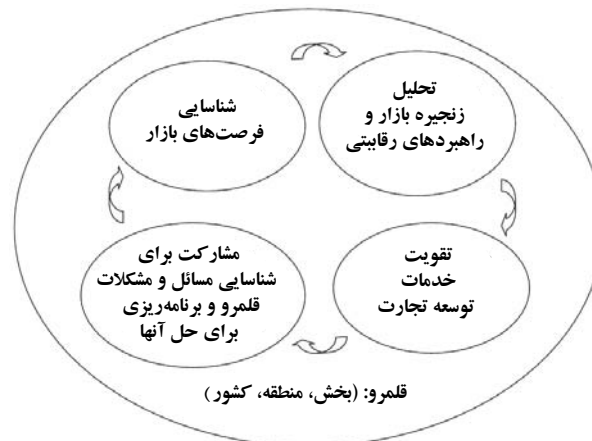 شناسایی
فرصت‌های بازار
تحلیل
زنجیره بازار و
راهبردهای رقابیتی
مشارکت برای
شناسایی مسائل و مشکلات
قلمرو و برنامه‌ریزی
برای حل آنها
تقویت
خدمات
توسعه تجارت
قلمرو: (بخش، منطقه، کشور)